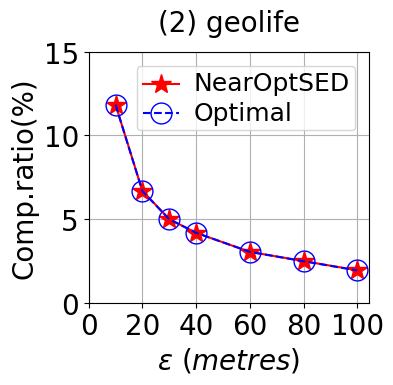 (2) geolife
Comp.ratio(%)
15
10
5
0
NearOptSED
Optimal
0 20 40 60 80 100
ε (metres)